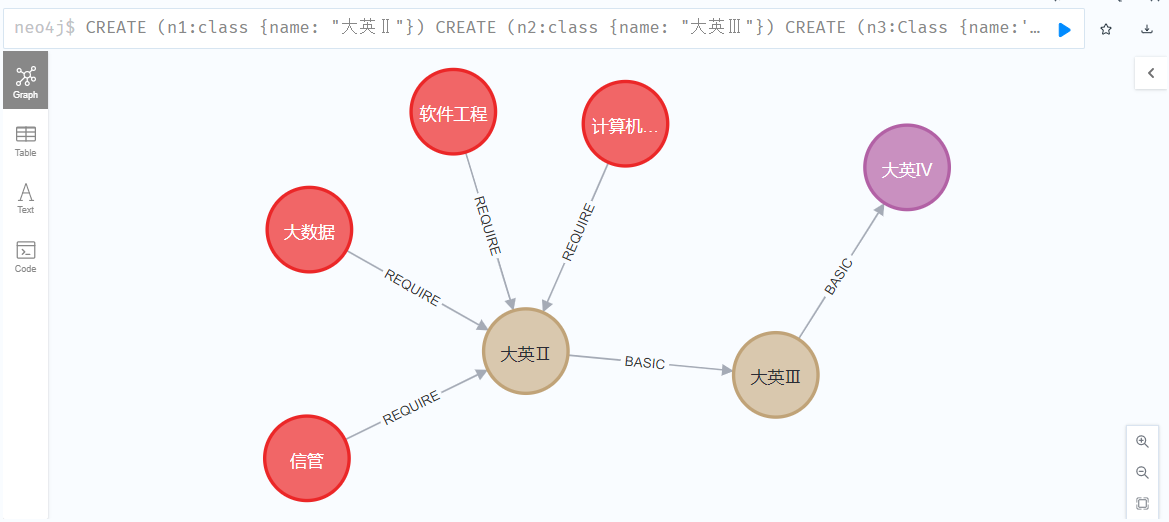 neo4j$ CREATE (n1:class {name: "大英Ⅱ"}) CREATE (n2:class {name: "大英Ⅲ"}) CREATE (n3:Class {name:'…
Graph
Table
Text
Code
软件工程
计算机…
大英Ⅳ
大数据
REQUIRE
REQUIRE
REQUIRE
BASIC
大英Ⅱ
BASIC
大英Ⅲ
REQUIRE
信管